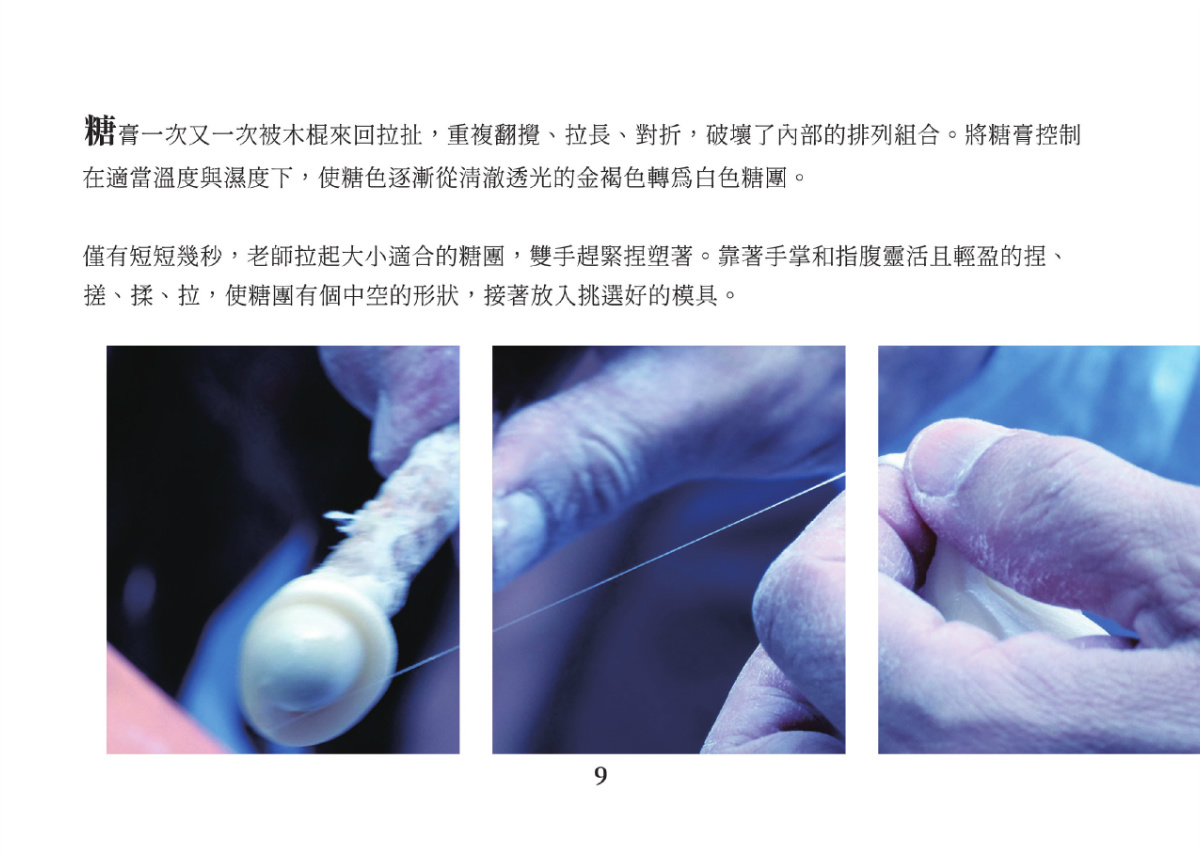 糖膏一次又一次被木棍來回拉扯，重複翻攪、拉長、對折，破壞了內部的排列組合。將糖膏控制
在適當溫度與濕度下，使糖色逐漸從清澈透光的金褐色轉為白色糖團。
僅有短短幾秒，老師拉起大小適合的糖團，雙手趕緊捏塑著。靠著手掌和指腹靈活且輕盈的捏、
搓、揉、拉，使糖團有個中空的形狀，接著放入挑選好的模具。
9